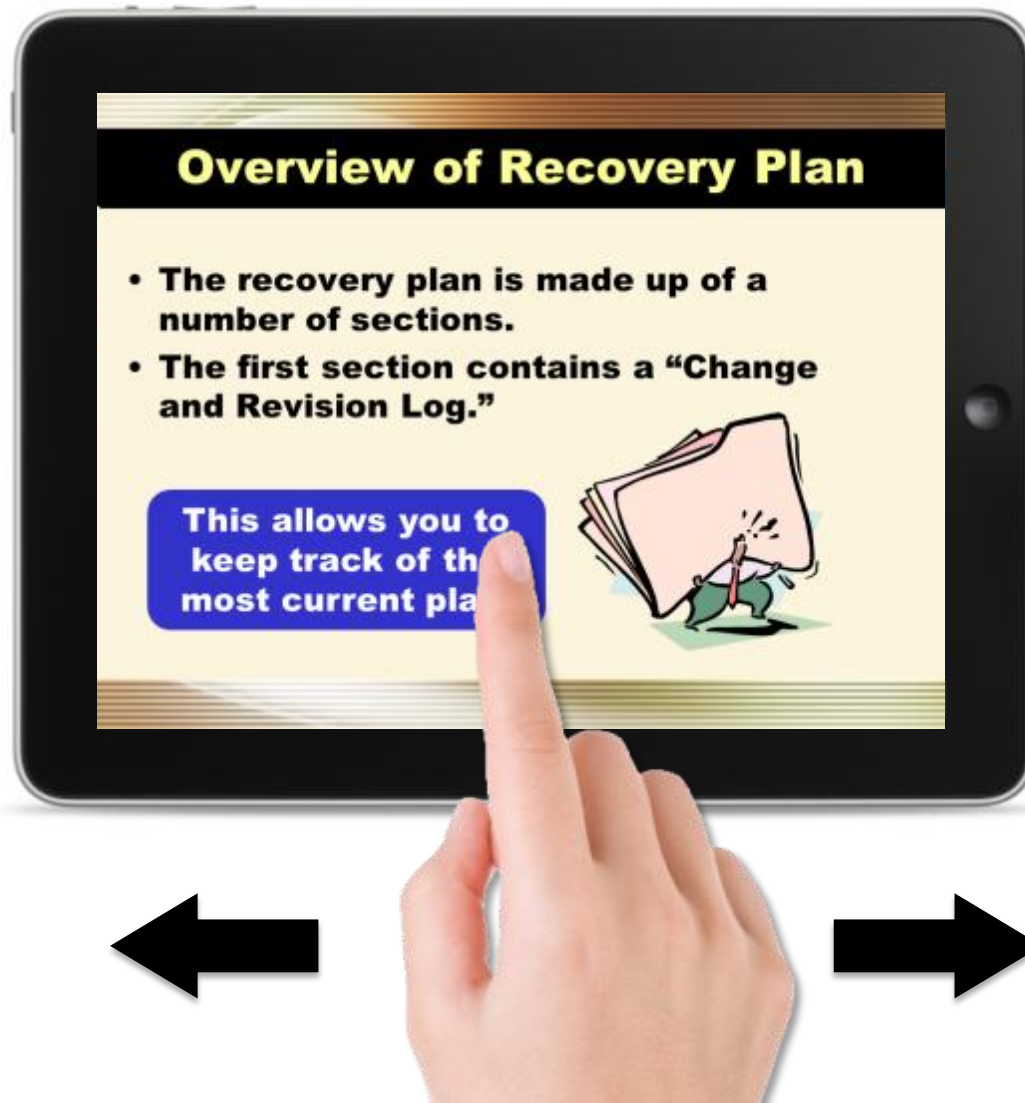 Overview of Recovery Plan
• The recovery plan is made up of a
number of sections.
• The first section contains a “Change
and Revision Log.”
This allows you to
keep track of
most current